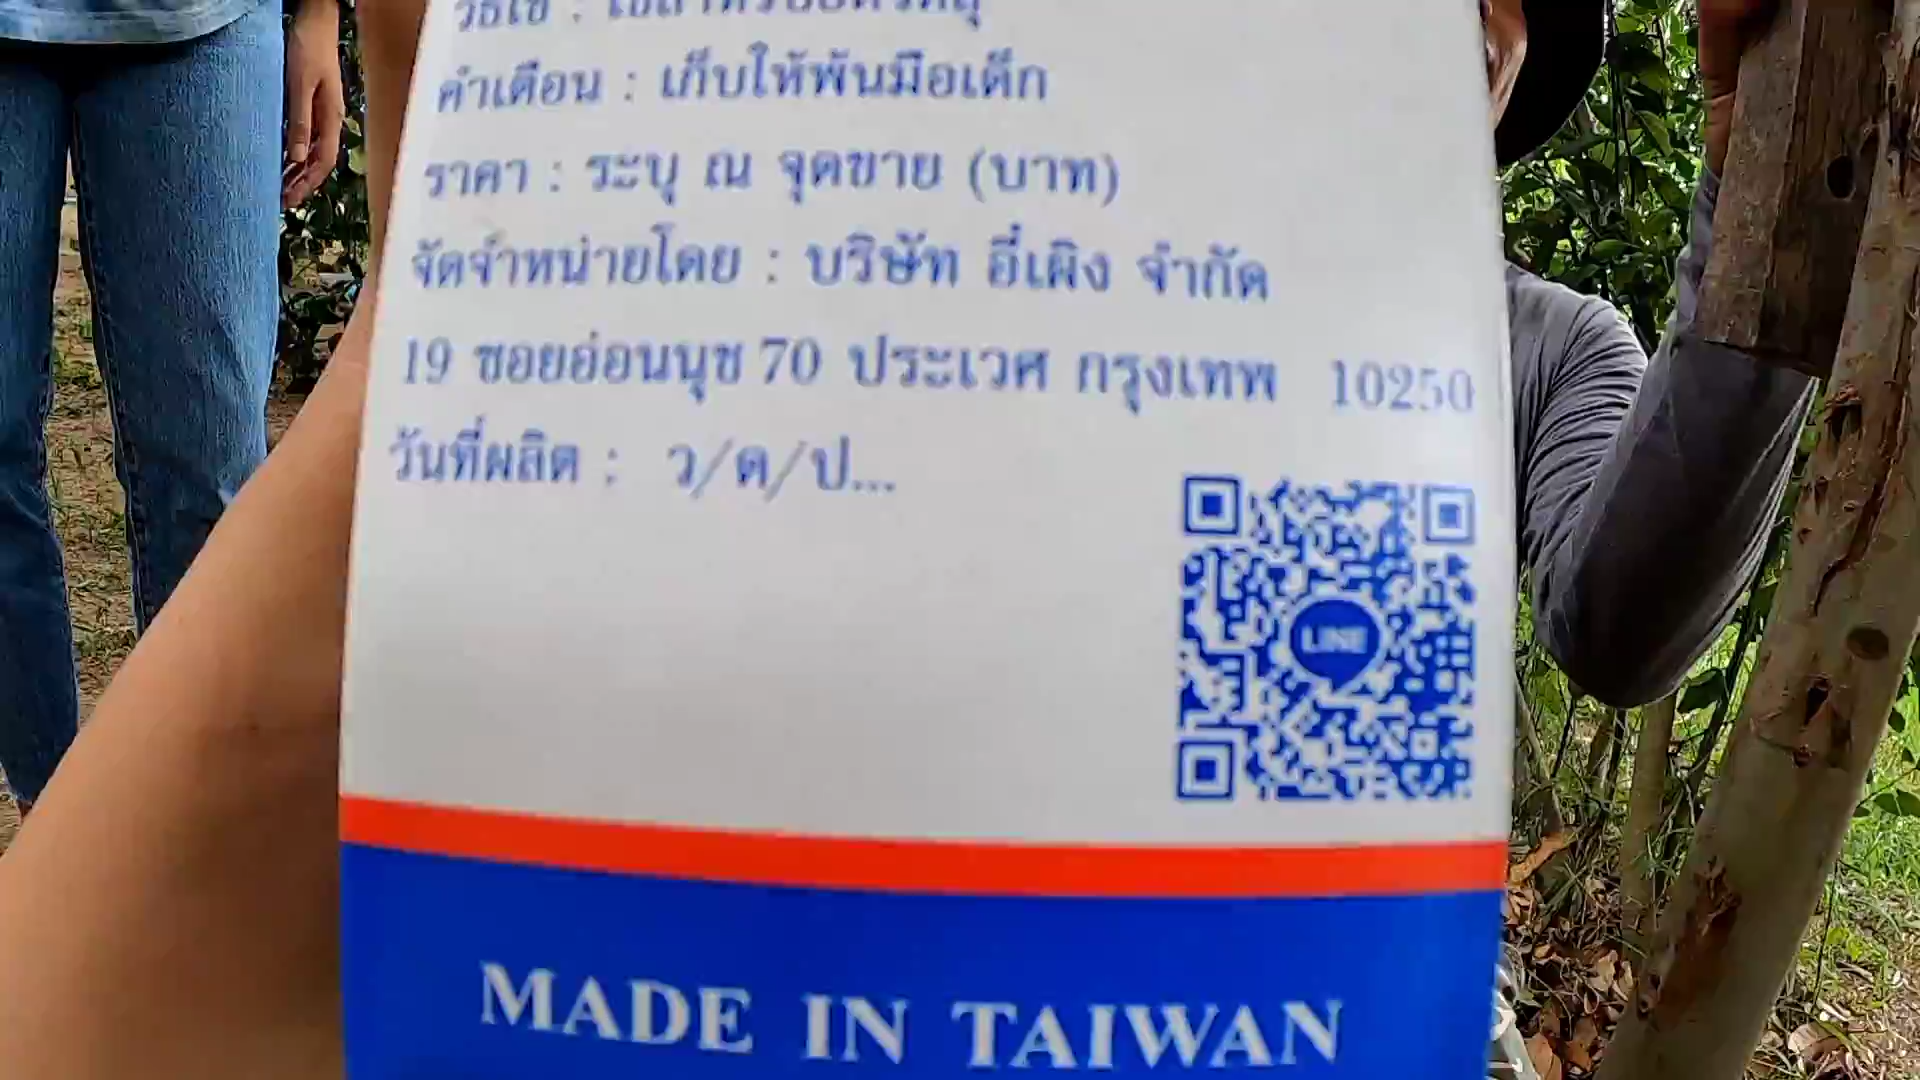 วิธีใช้ :
คำเตือน : เก็บให้พ้นมือเด็ก
ราคา : ระบุ ณ จุดขาย (บาท)
จัดจำหน่ายโดย : บริษัท อี่เผิง จำกัด
19 ซอยอ่อนนุช 70 ประเวศ กรุงเทพ 10250
วันที่ผลิต : ว/ด/ป...
LINE
MADE IN TAIWAN